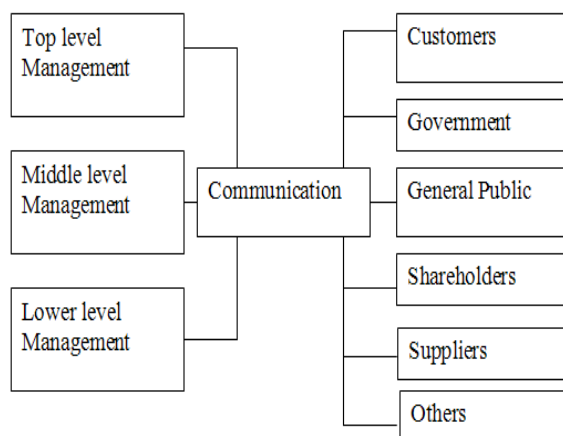 Top level
Management
Middle level
Management
Lower level
Management
Communication
Customers
Government
General Public
Shareholders
Suppliers
Others